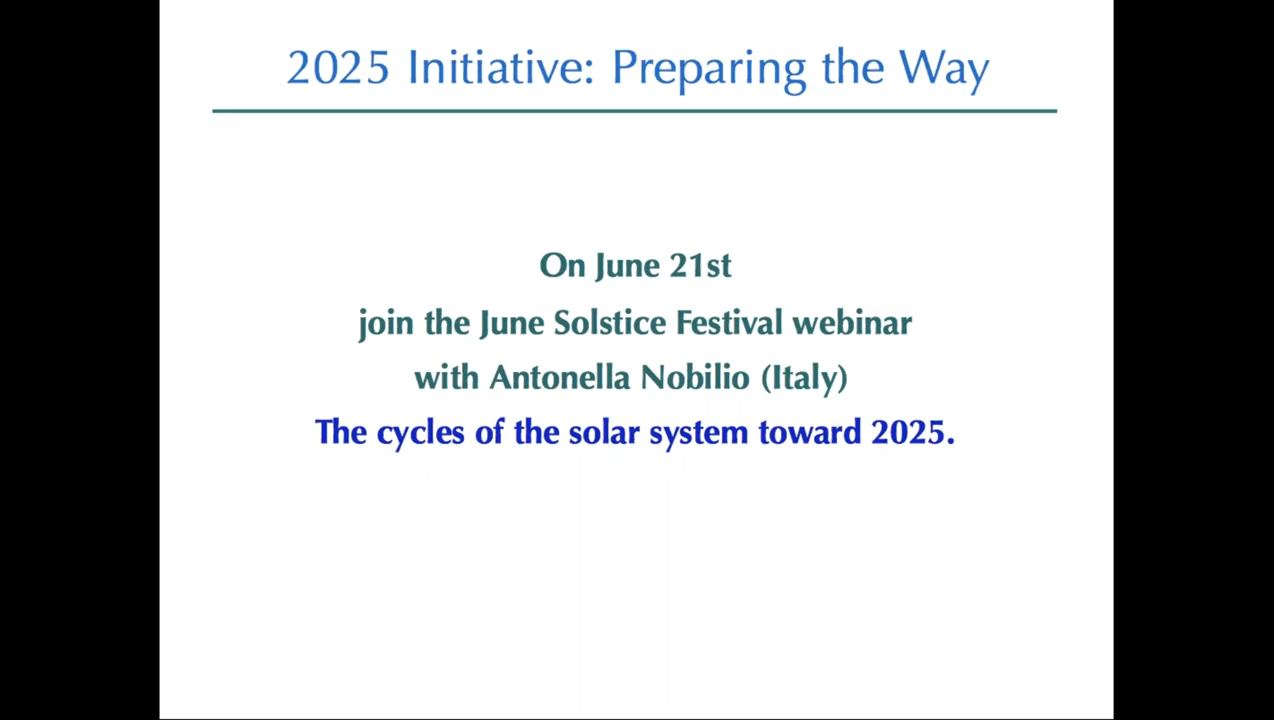 2025 Initiative: Preparing the Way
On June 21st
join the June Solstice Festival webinar
with Antonella Nobilio (Italy)
The cycles of the solar system toward 2025.